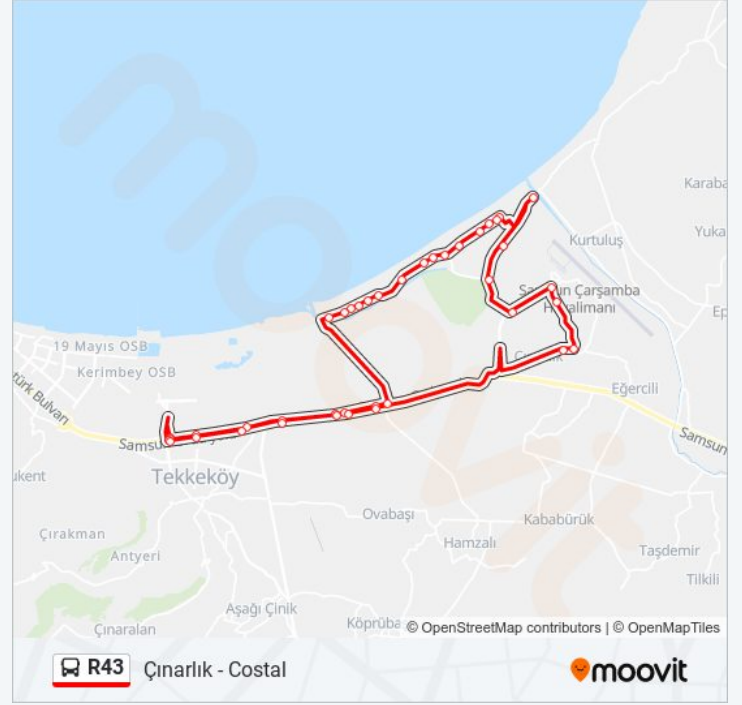 Karaba
Yuka
Kurtuluş
Samsun Çarşamba
Havalimanı
Ep
19 Mayıs OSB
Kerimbey OSB
türk Bulvarı
Eğercili
Samsun
Tekkeköy
ukent
Ovabaşı
Kababürük
Çırakman
Hamzalı
Taşdemir
Antyeri
Tilkili
Aşağı Çinik
Çınaralan
Köprüba
© OpenStreetMap contributors | © OpenMapTiles
R43 Çınarlık - Costal
moovit